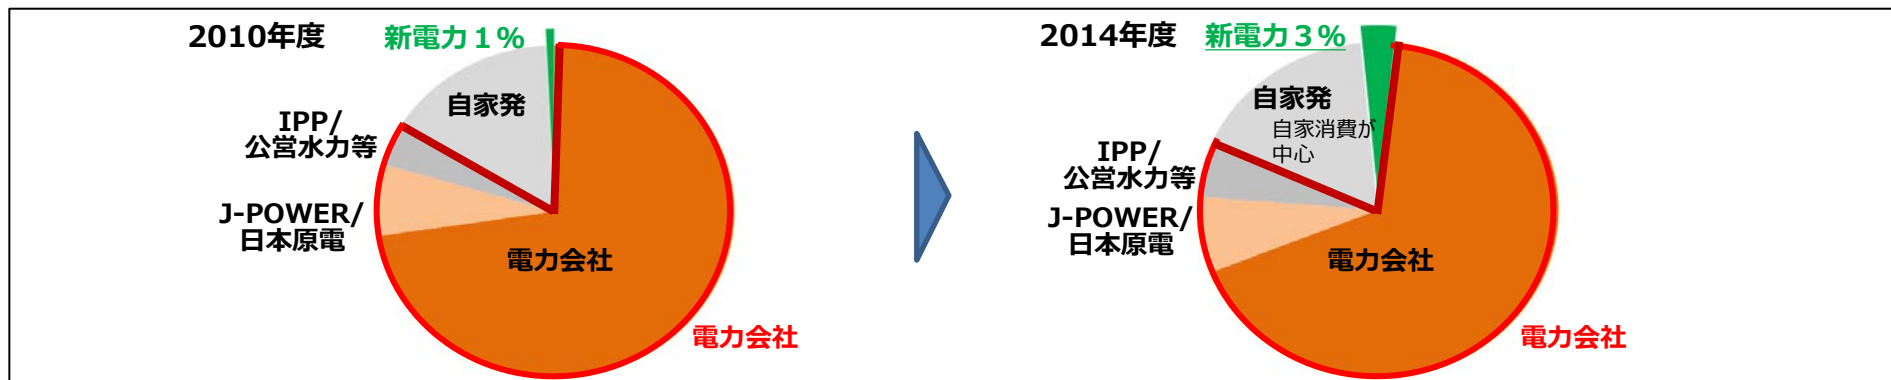 2010年度
新電力１%
自家発
IPP/
公営水力等
J-POWER/
日本原電
電力会社
電力会社
2014年度
新電力３%
自家発
自家消費が
中心
IPP/
公営水力等
J-POWER/
日本原電
電力会社
電力会社